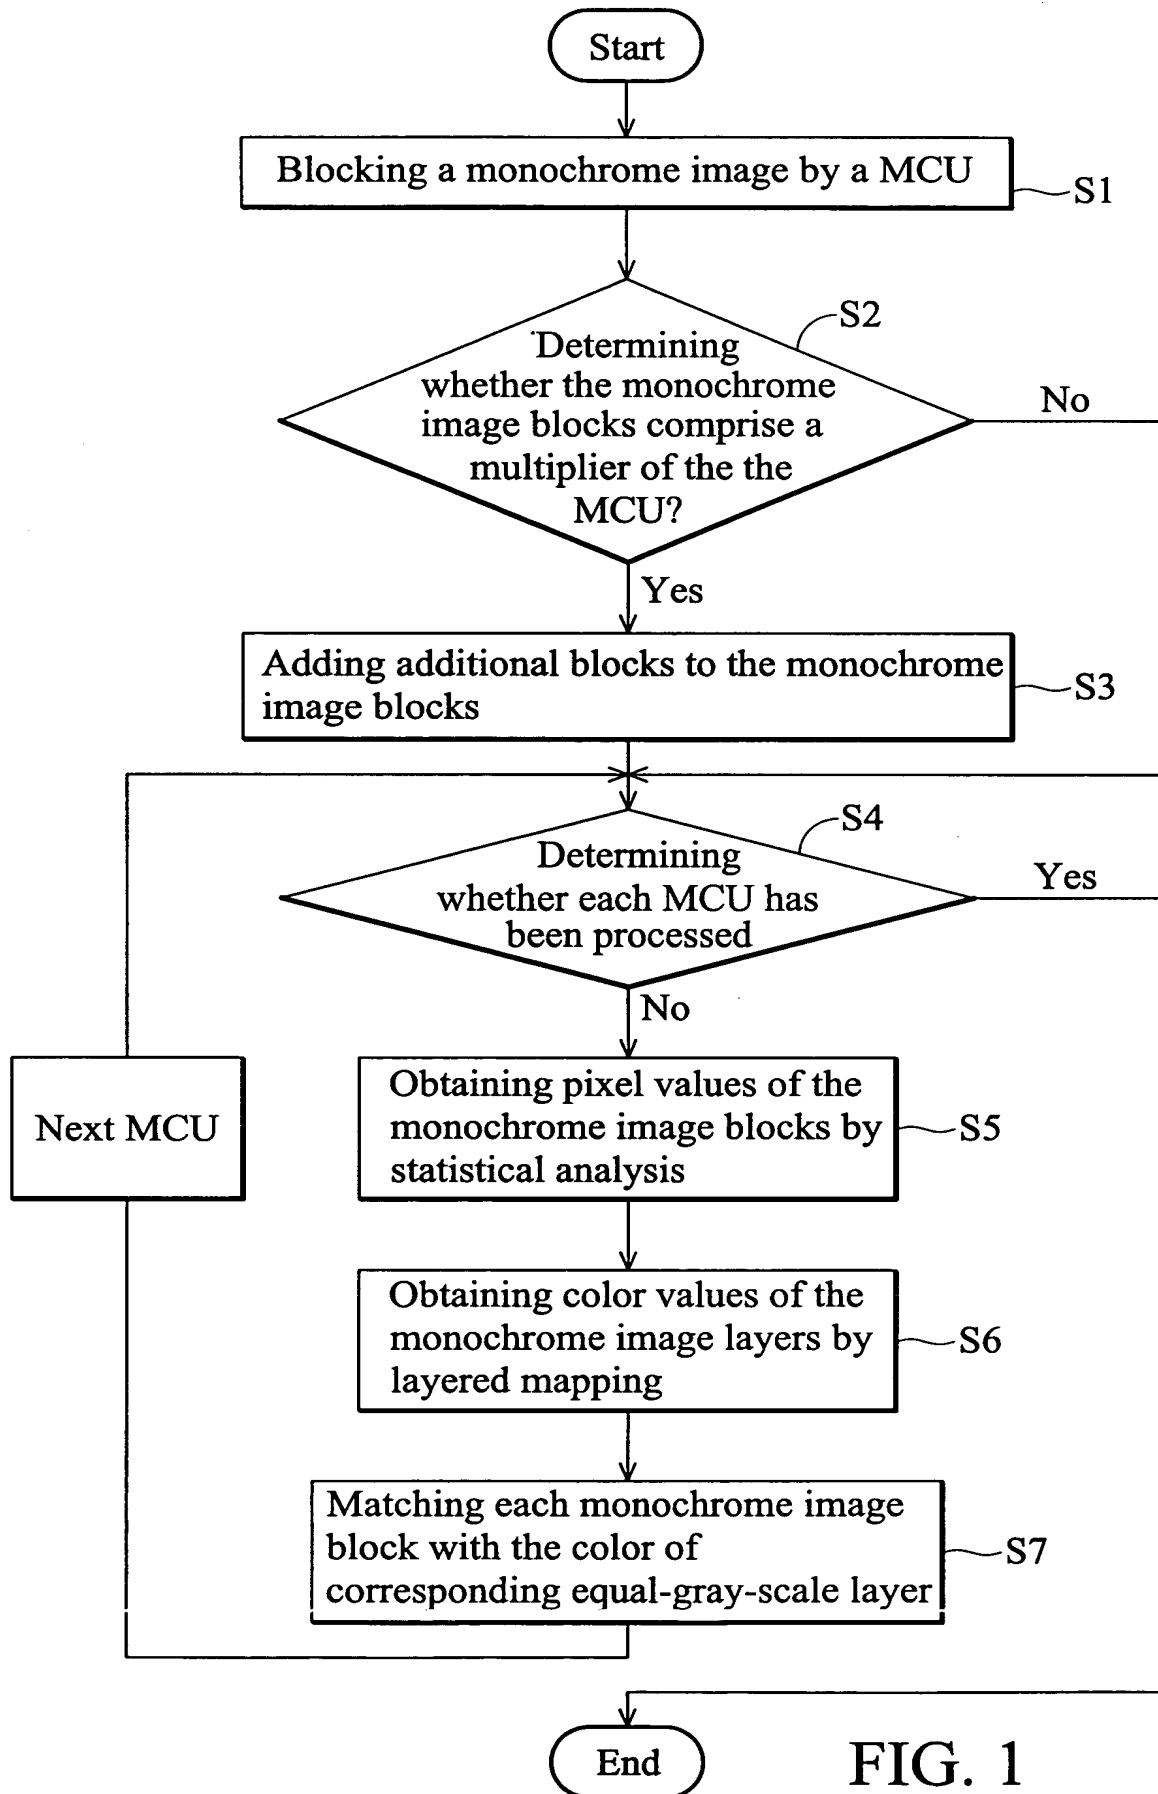 Start
Blocking a monochrome image by a MCU
S1
S2
Determining
whether the monochrome
image blocks comprise a
multiplier of the the
MCU?
No
Yes
Adding additional blocks to the monochrome
image blocks
S3
S4
Determining
whether each MCU has
been processed
Yes
No
Next MCU
Obtaining pixel values of the
monochrome image blocks by
statistical analysis
S5
Obtaining color values of the
monochrome image layers by
layered mapping
S6
Matching each monochrome image
block with the color of
corresponding equal-gray-scale layer
S7
End
FIG. 1